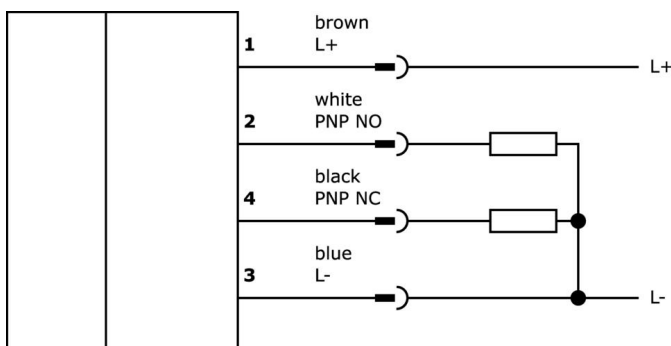 brown
1 L+ L+
white
2 PNP NO
black
4 PNP NC
blue
3 L- L-